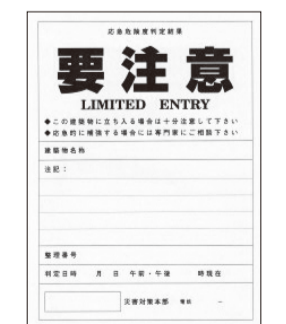 応急危険度判定結果
要注意
LIMITED ENTRY
◆この建築物に立ち入る場合は十分注意して下さい
◆応急的に補強する場合には専門家にご相談下さい
建築物名称
注記：
整理番号
判定日時 月 日 午前・午後 時現在
災害対策本部 電話 －